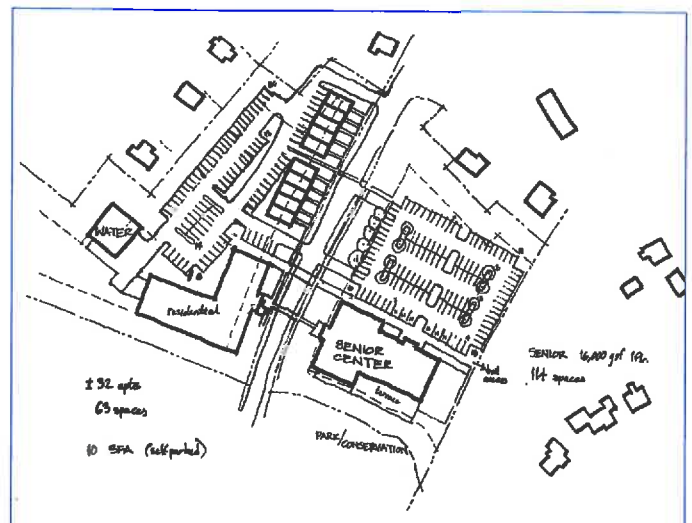 WATER
residential
SENIOR
CENTER
terrace
SENIOR 16,000 gsf 1 Flr.
114 spaces
± 32 apts
63 spaces
10 SFA (self parked)
PARK/
CONSERVATION